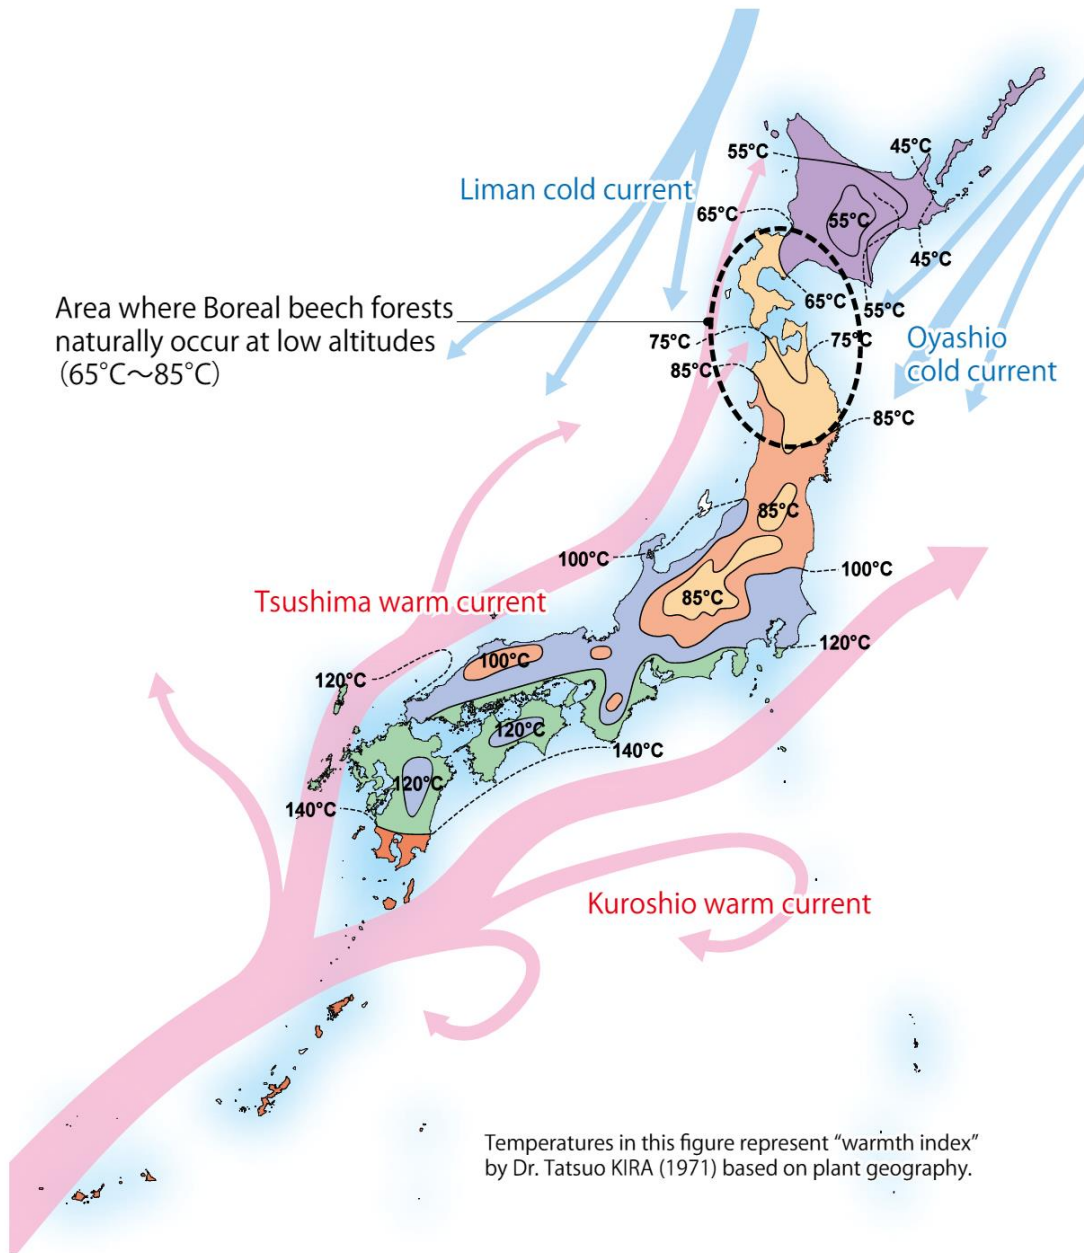 55°C
45°C
Liman cold current
65°C
55°C
45°C
Area where Boreal beech forests
naturally occur at low altitudes
(65°C～85°C)
65°C
55°C
75°C
75°C
Oyashio
cold current
85°C
85°C
85°C
100°C
100°C
85°C
Tsushima warm current
120°C
100°C
120°C
120°C
140°C
120°C
140°C
Kuroshio warm current
Temperatures in this figure represent “warmth index”
by Dr. Tatsuo KIRA (1971) based on plant geography.